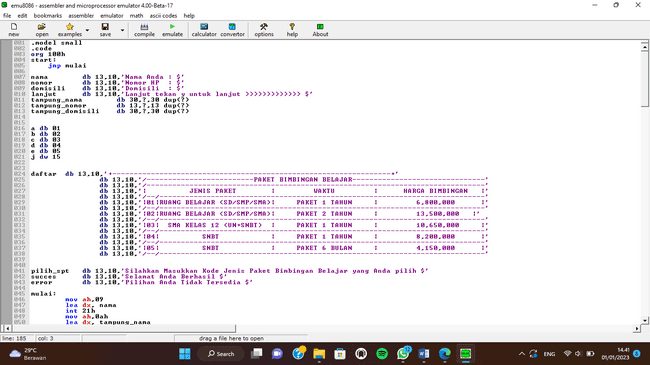 emu8086 - assembler and microprocessor emulator 4.00-Beta-17
file edit bookmarks assembler emulator math ascii codes help
new open examples save compile emulate calculator convertor options help About
001 .model small
002 .code
003 org 100h
004 start:
005 jmp mulai
006
007 nama db 13,10,'Nama Anda : $'
008 nomor db 13,10,'Nomor HP : $'
009 domisili db 13,10,'Domisili : $'
010 lanjut db 13,10,'Lanjut tekan y untuk lanjut >>>>>>>>>>>>> $'
011 tampung_nama db 30,?,30 dup(?)
012 tampung_nomor db 13,?,13 dup(?)
013 tampung_domisili db 30,?,30 dup(?)
014
015
016 a db 01
017 b db 02
018 c db 03
019 d db 04
020 e db 05
021 j dw 15
022
023
024 daftar db 13,10,'+-----------------------------------------------------------+'
025 db 13,10,'/--------------------------PAKET BIMBINGAN BELAJAR--------------------------------'
026 db 13,10,'/--/------------------------------------------------------------------------------'
027 db 13,10,'| JENIS PAKET | WAKTU | HARGA BIMBINGAN |'
028 db 13,10,'/--/------------------------------------------------------------------------------'
029 db 13,10,'|01|RUANG BELAJAR (SD/SMP/SMA)| PAKET 1 TAHUN | 6,800,000 |'
030 db 13,10,'/--/------------------------------------------------------------------------------'
031 db 13,10,'|02|RUANG BELAJAR (SD/SMP/SMA)| PAKET 2 TAHUN | 13,500,000 |'
032 db 13,10,'/--/------------------------------------------------------------------------------'
033 db 13,10,'|03| SMA KELAS 12 (UN+SNBT) | PAKET 1 TAHUN | 10,650,000 |'
034 db 13,10,'/--/------------------------------------------------------------------------------'
035 db 13,10,'|04| SNBT | PAKET 1 TAHUN | 8,200,000 |'
036 db 13,10,'/--/------------------------------------------------------------------------------'
037 db 13,10,'|05| SNBT | PAKET 6 BULAN | 4,150,000 |'
038 db 13,10,'/--/------------------------------------------------------------------------------'
039
040
041 pilih_spt db 13,10,'Silahkan Masukkan Kode Jenis Paket Bimbingan Belajar yang Anda pilih $'
042 succes db 13,10,'Selamat Anda Berhasil $'
043 error db 13,10,'Pilihan Anda Tidak Tersedia $'
044
045 mulai:
046 mov ah,09
047 lea dx, nama
048 int 21h
049 mov ah,0ah
050 lea dx, tampung_nama
line: 185 col: 3 drag a file here to open
29°C
Berawan
Search
ENG
14.41
01/01/2023